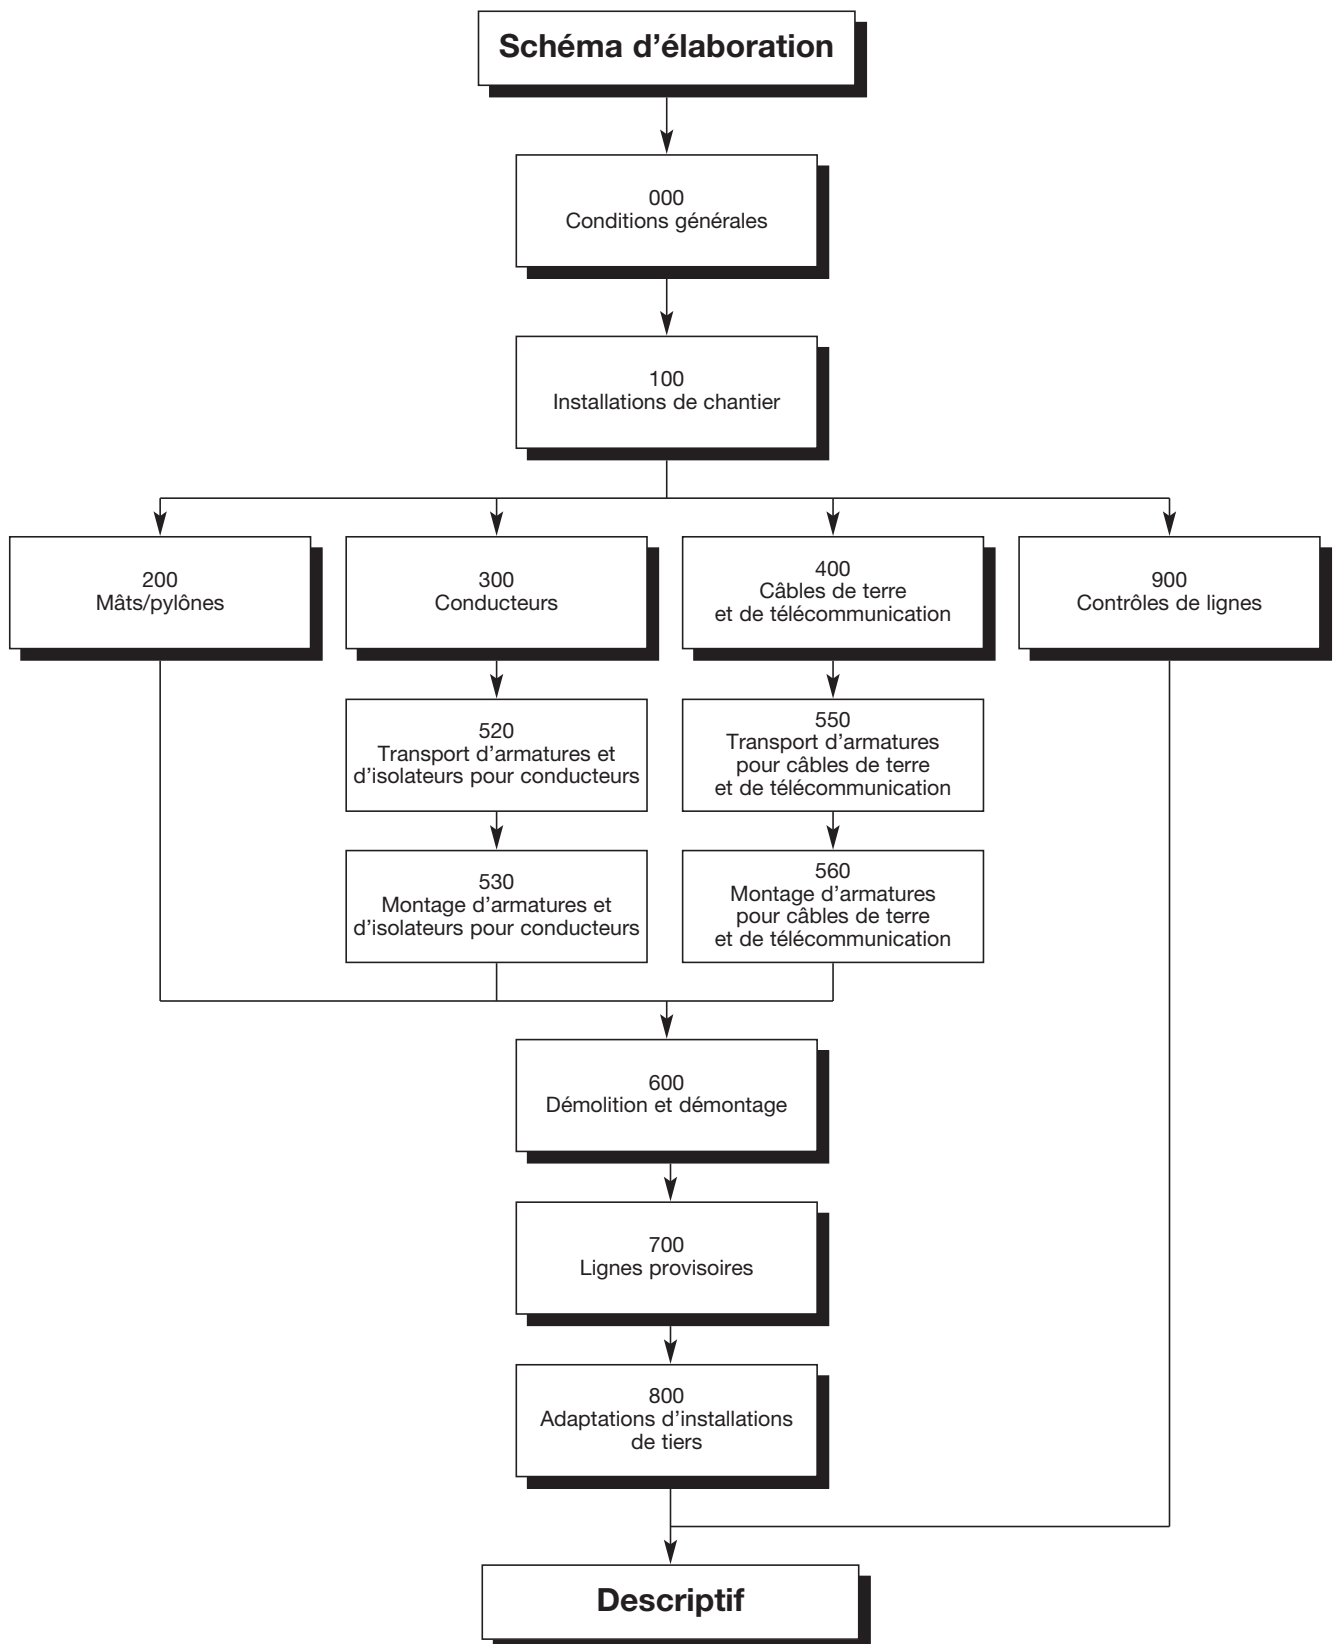 Schéma d’élaboration
000
Conditions générales
100
Installations de chantier
200
Mâts/pylônes
300
Conducteurs
400
Câbles de terre
et de télécommunication
900
Contrôles de lignes
520
Transport d’armatures et
d’isolateurs pour conducteurs
550
Transport d’armatures
pour câbles de terre
et de télécommunication
530
Montage d’armatures et
d’isolateurs pour conducteurs
560
Montage d’armatures
pour câbles de terre
et de télécommunication
600
Démolition et démontage
700
Lignes provisoires
800
Adaptations d’installations
de tiers
Descriptif